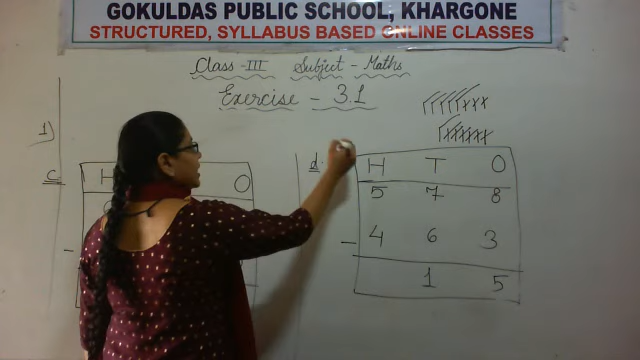 GOKULDAS PUBLIC SCHOOL, KHARGONE
STRUCTURED, SYLLABUS BASED ONLINE CLASSES
Class-III Subject - Maths
Exercise - 3.1
1)
c. H O
-
d. H T O
5 7 8
- 4 6 3
1 5